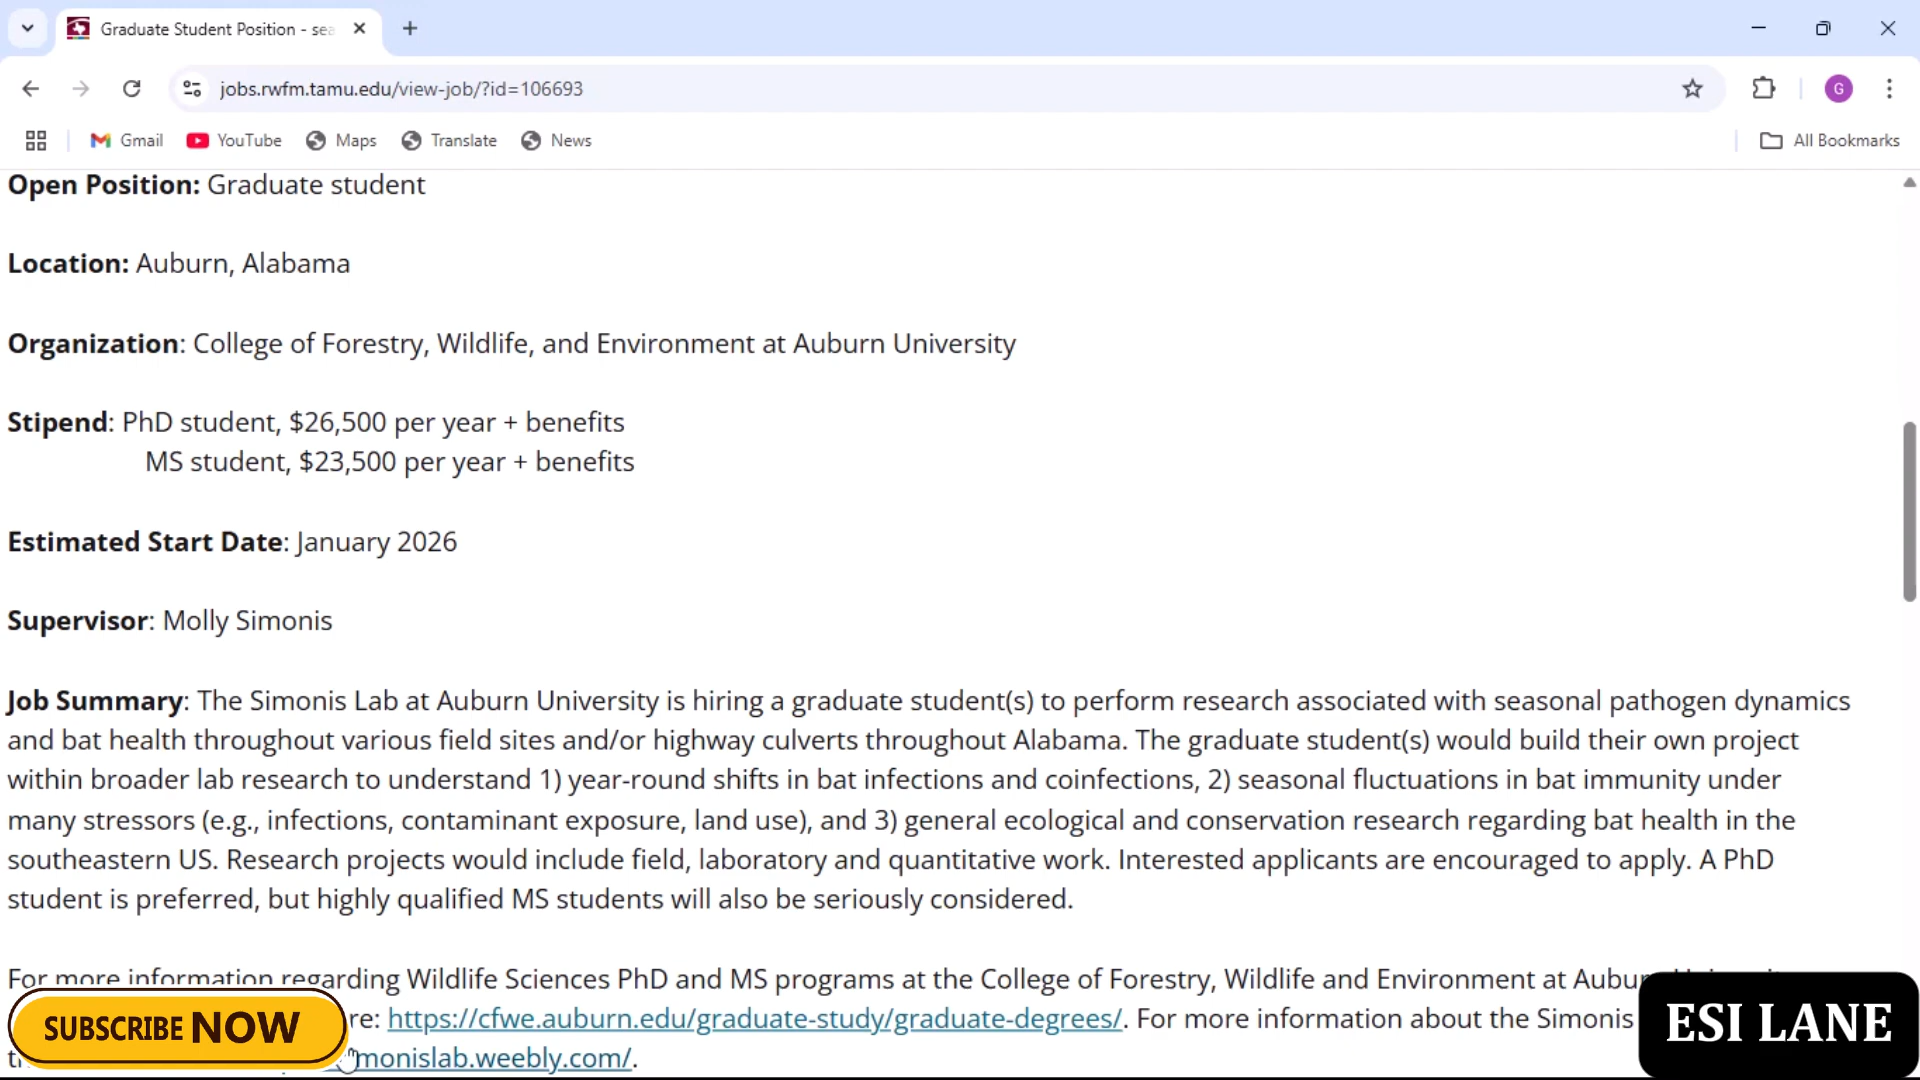 Graduate Student Position - sea
jobs.rwfm.tamu.edu/view-job/?id=106693
G
Gmail YouTube Maps Translate News All Bookmarks
Open Position: Graduate student
Location: Auburn, Alabama
Organization: College of Forestry, Wildlife, and Environment at Auburn University
Stipend: PhD student, $26,500 per year + benefits
MS student, $23,500 per year + benefits
Estimated Start Date: January 2026
Supervisor: Molly Simonis
Job Summary: The Simonis Lab at Auburn University is hiring a graduate student(s) to perform research associated with seasonal pathogen dynamics
and bat health throughout various field sites and/or highway culverts throughout Alabama. The graduate student(s) would build their own project
within broader lab research to understand 1) year-round shifts in bat infections and coinfections, 2) seasonal fluctuations in bat immunity under
many stressors (e.g., infections, contaminant exposure, land use), and 3) general ecological and conservation research regarding bat health in the
southeastern US. Research projects would include field, laboratory and quantitative work. Interested applicants are encouraged to apply. A PhD
student is preferred, but highly qualified MS students will also be seriously considered.
For more information regarding Wildlife Sciences PhD and MS programs at the College of Forestry, Wildlife and Environment at
re: https://cfwe.auburn.edu/graduate-study/graduate-degrees/. For more information about the Simonis
monislab.weebly.com/.
SUBSCRIBE NOW
ESI LANE